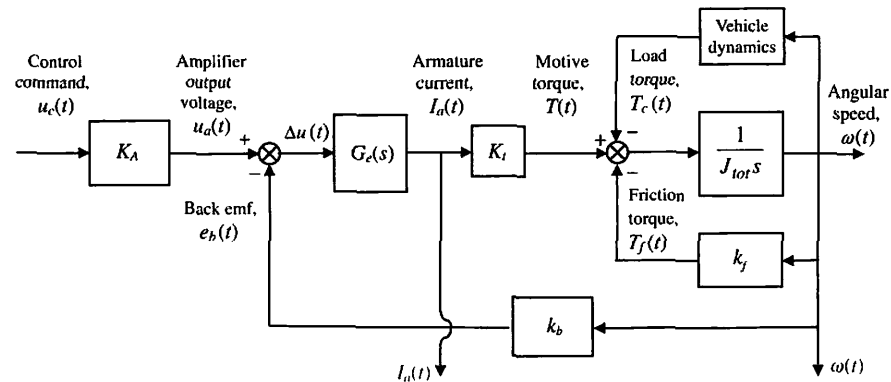 Control
command,
u_c(t)
Amplifier
output
voltage,
u_a(t)
Armature
current,
I_a(t)
Motive
torque,
T(t)
Load
torque,
T_c(t)
Vehicle
dynamics
Angular
speed,
ω(t)
K_A
+
−
Δu(t)
G_e(s)
K_t
+
−
−
1
J_tot s
Back emf,
e_b(t)
Friction
torque,
T_f(t)
k_f
k_b
I_a(t)
ω(t)